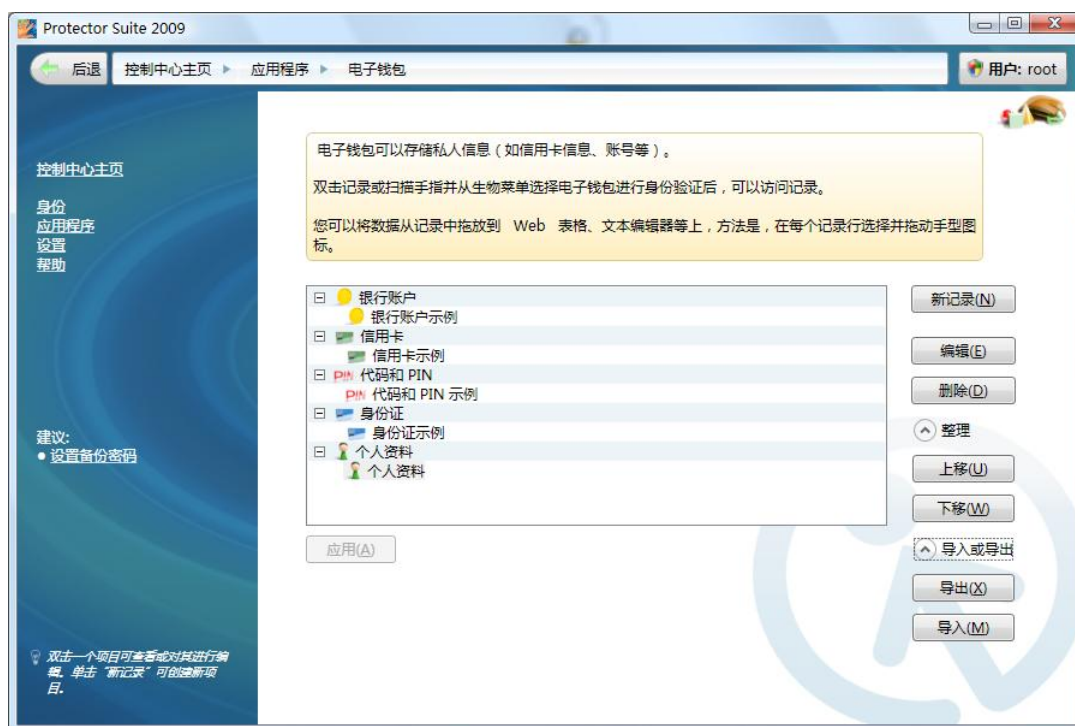 Protector Suite 2009
后退 控制中心主页 应用程序 电子钱包 用户: root
控制中心主页
身份
应用程序
设置
帮助
建议:
设置备份密码
双击一个项目可查看或对其进行编
辑。单击“新记录”可创建新项
目。
电子钱包可以存储私人信息（如信用卡信息、账号等）。
双击记录或扫描手指并从生物菜单选择电子钱包进行身份验证后，可以访问记录。
您可以将数据从记录中拖放到 Web 表格、文本编辑器等上，方法是，在每个记录行选择并拖动手型图
标。
银行账户
银行账户示例
信用卡
信用卡示例
PIN 代码和 PIN
PIN 代码和 PIN 示例
身份证
身份证示例
个人资料
个人资料
应用(A)
新记录(N)
编辑(E)
删除(D)
整理
上移(U)
下移(W)
导入或导出
导出(X)
导入(M)